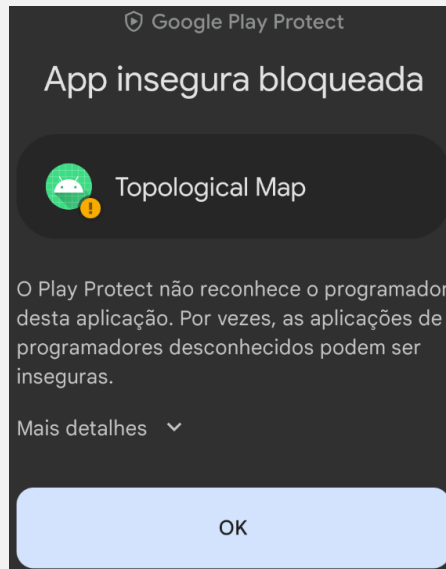 Google Play Protect
App insegura bloqueada
Topological Map
O Play Protect não reconhece o programador
desta aplicação. Por vezes, as aplicações de
programadores desconhecidos podem ser
inseguras.
Mais detalhes
OK